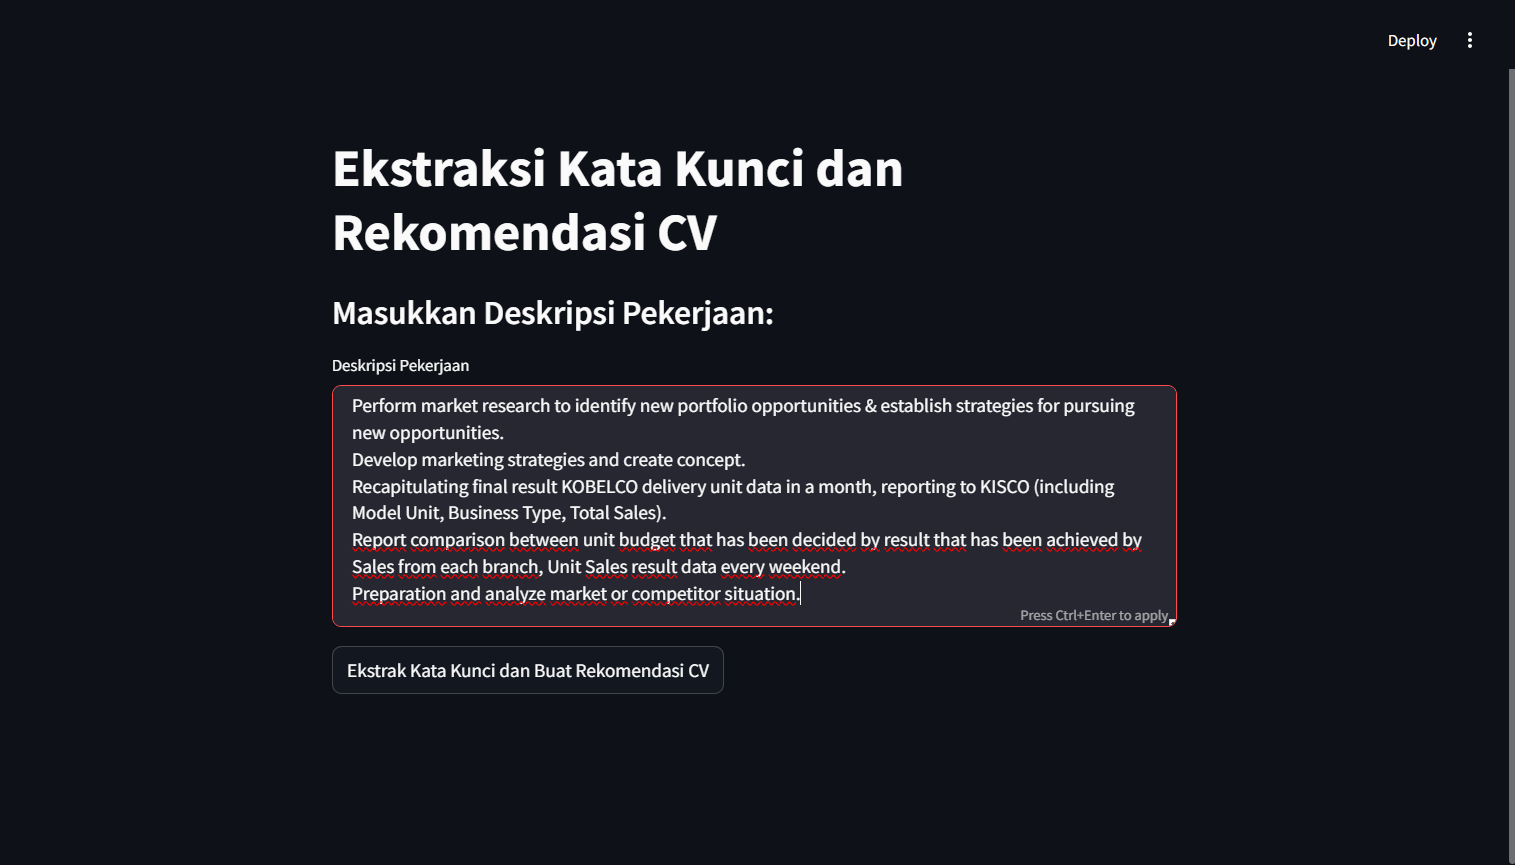 Deploy
Ekstraksi Kata Kunci dan
Rekomendasi CV
Masukkan Deskripsi Pekerjaan:
Deskripsi Pekerjaan
Perform market research to identify new portfolio opportunities & establish strategies for pursuing
new opportunities.
Develop marketing strategies and create concept.
Recapitulating final result KOBELCO delivery unit data in a month, reporting to KISCO (including
Model Unit, Business Type, Total Sales).
Report comparison between unit budget that has been decided by result that has been achieved by
Sales from each branch, Unit Sales result data every weekend.
Preparation and analyze market or competitor situation.
Press Ctrl+Enter to apply
Ekstrak Kata Kunci dan Buat Rekomendasi CV